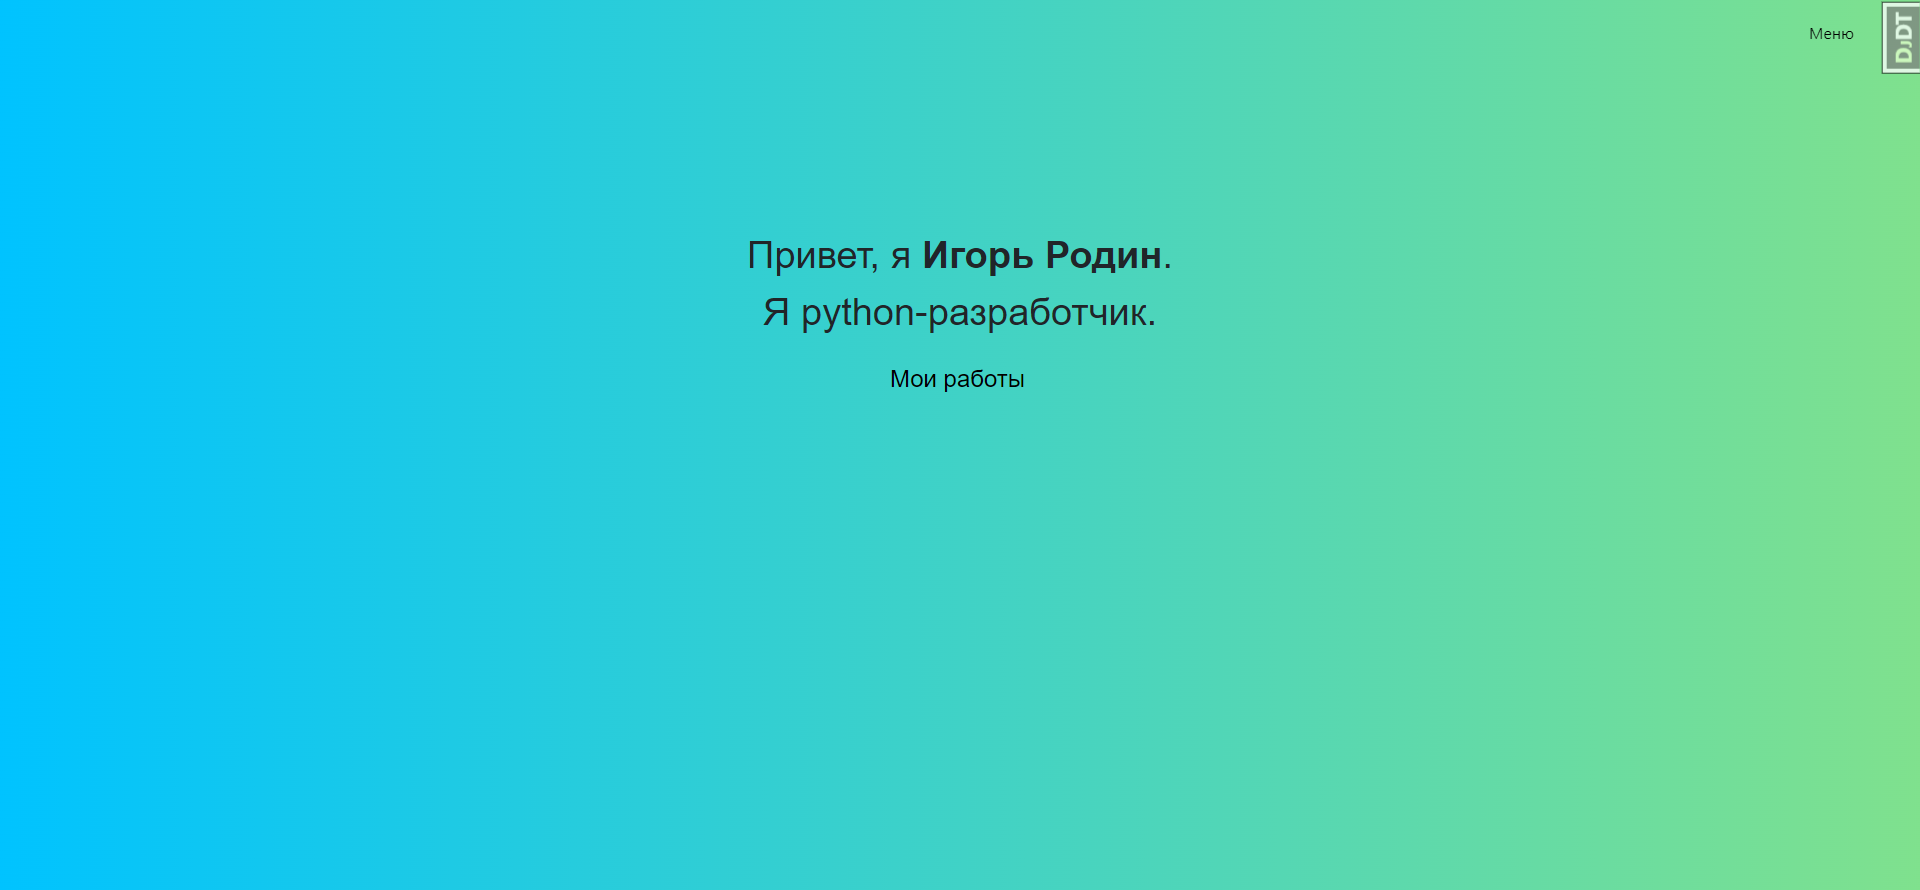 Меню
DJDT
Привет, я Игорь Родин.
Я python-разработчик.
Мои работы